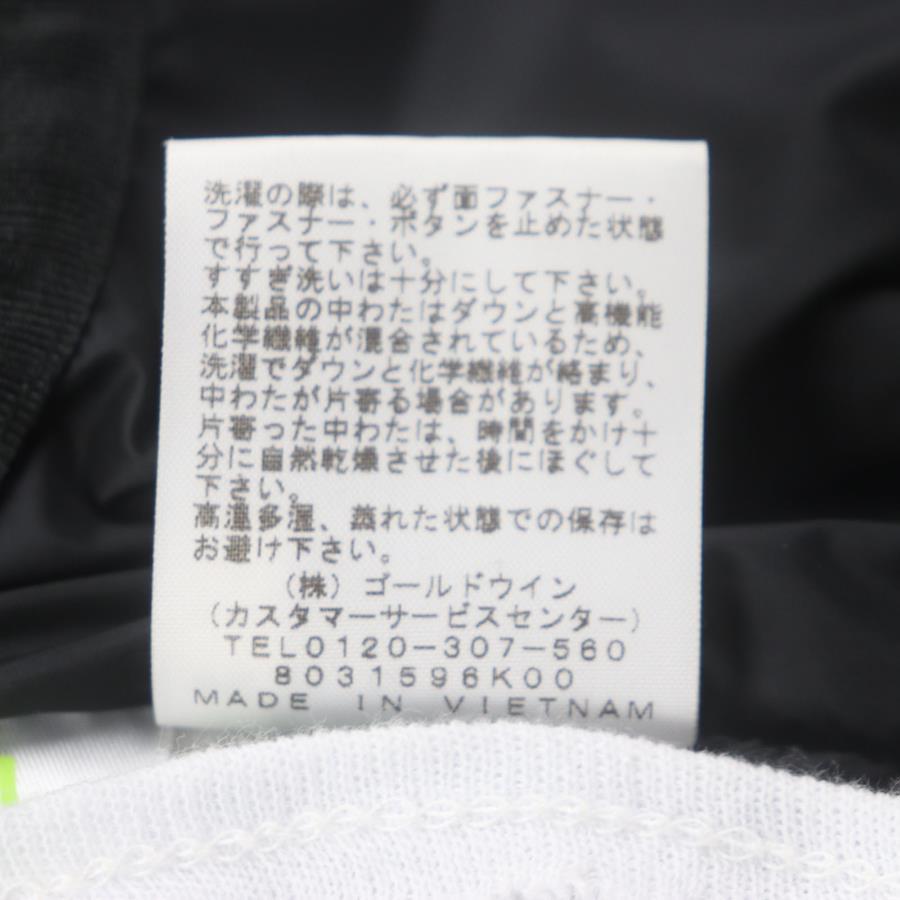 洗濯の際は、必ず面ファスナー・
ファスナー・ボタンを止めた状態
で行って下さい。
すすぎ洗いは十分にして下さい。
本製品の中わたはダウンと高機能
化学繊維が混合されているため、
洗濯でダウンと化学繊維が絡まり、
中わたが片寄る場合があります。
片寄った中わたは、時間をかけ十
分に自然乾燥させた後にほぐして
下さい。
高温多湿、蒸れた状態での保存は
お避け下さい。
(株)ゴールドウイン
(カスタマーサービスセンター)
TEL0120-307-560
8031596K00
MADE IN VIETNAM